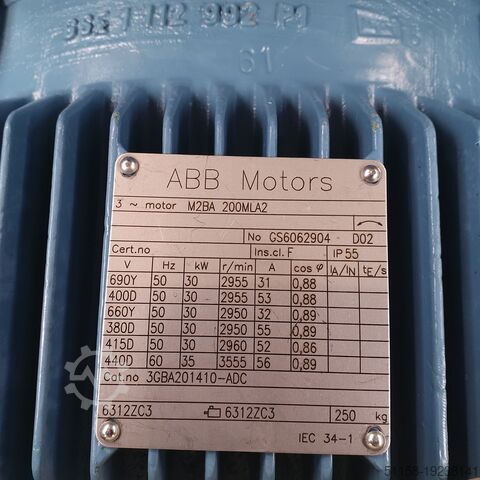 61
ABB Motors
3 ~ motor M2BA 200MLA2
No GS6062904 D02
Cert.no Ins.cl. F IP 55
V Hz kW r/min A cos φ IA/IN tE/s
690Y 50 30 2955 31 0,88
400D 50 30 2955 53 0,88
660Y 50 30 2950 32 0,89
380D 50 30 2950 55 0,89
415D 50 30 2960 52 0,86
440D 60 35 3555 56 0,89
Cat.no 3GBA201410-ADC
6312ZC3 6312ZC3 250 kg
IEC 34-1